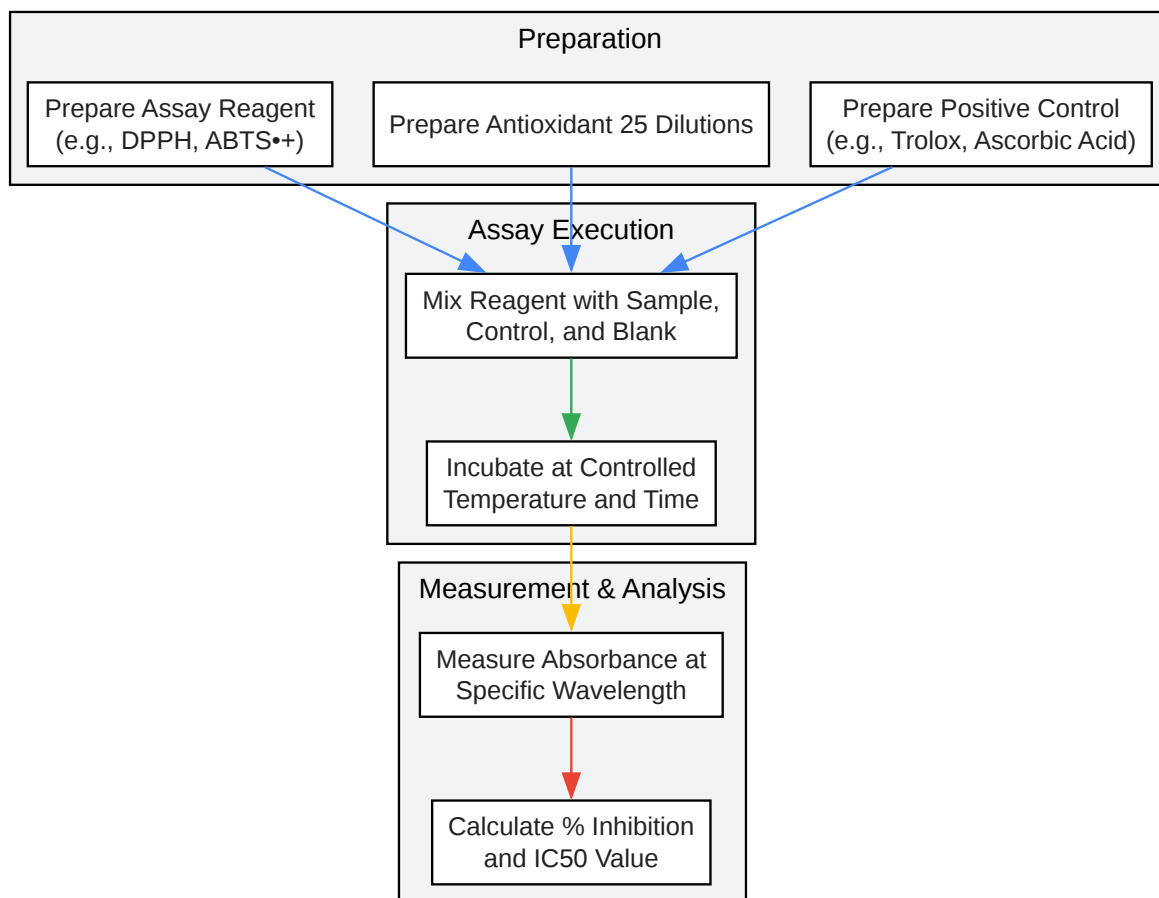 Preparation
Prepare Assay Reagent
(e.g., DPPH, ABTS•+)
Prepare Antioxidant 25 Dilutions
Prepare Positive Control
(e.g., Trolox, Ascorbic Acid)
Assay Execution
Mix Reagent with Sample,
Control, and Blank
Incubate at Controlled
Temperature and Time
Measurement & Analysis
Measure Absorbance at
Specific Wavelength
Calculate % Inhibition
and IC50 Value